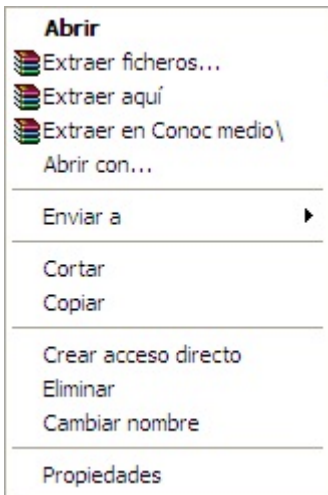 Abrir
Extraer ficheros...
Extraer aquí
Extraer en Conoc medio\
Abrir con...
Enviar a
Cortar
Copiar
Crear acceso directo
Eliminar
Cambiar nombre
Propiedades